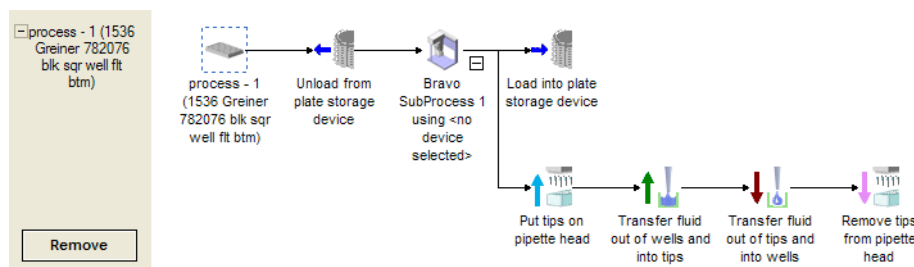 process - 1 (1536
Greiner 782076
blk sqr well flt
btm)
Remove
process - 1
(1536 Greiner
782076 blk sqr
well flt btm)
Unload from
plate storage
device
Bravo
SubProcess 1
using <no
device
selected>
Load into plate
storage device
Put tips on
pipette head
Transfer fluid
out of wells and
into tips
Transfer fluid
out of tips and
into wells
Remove tips
from pipette
head